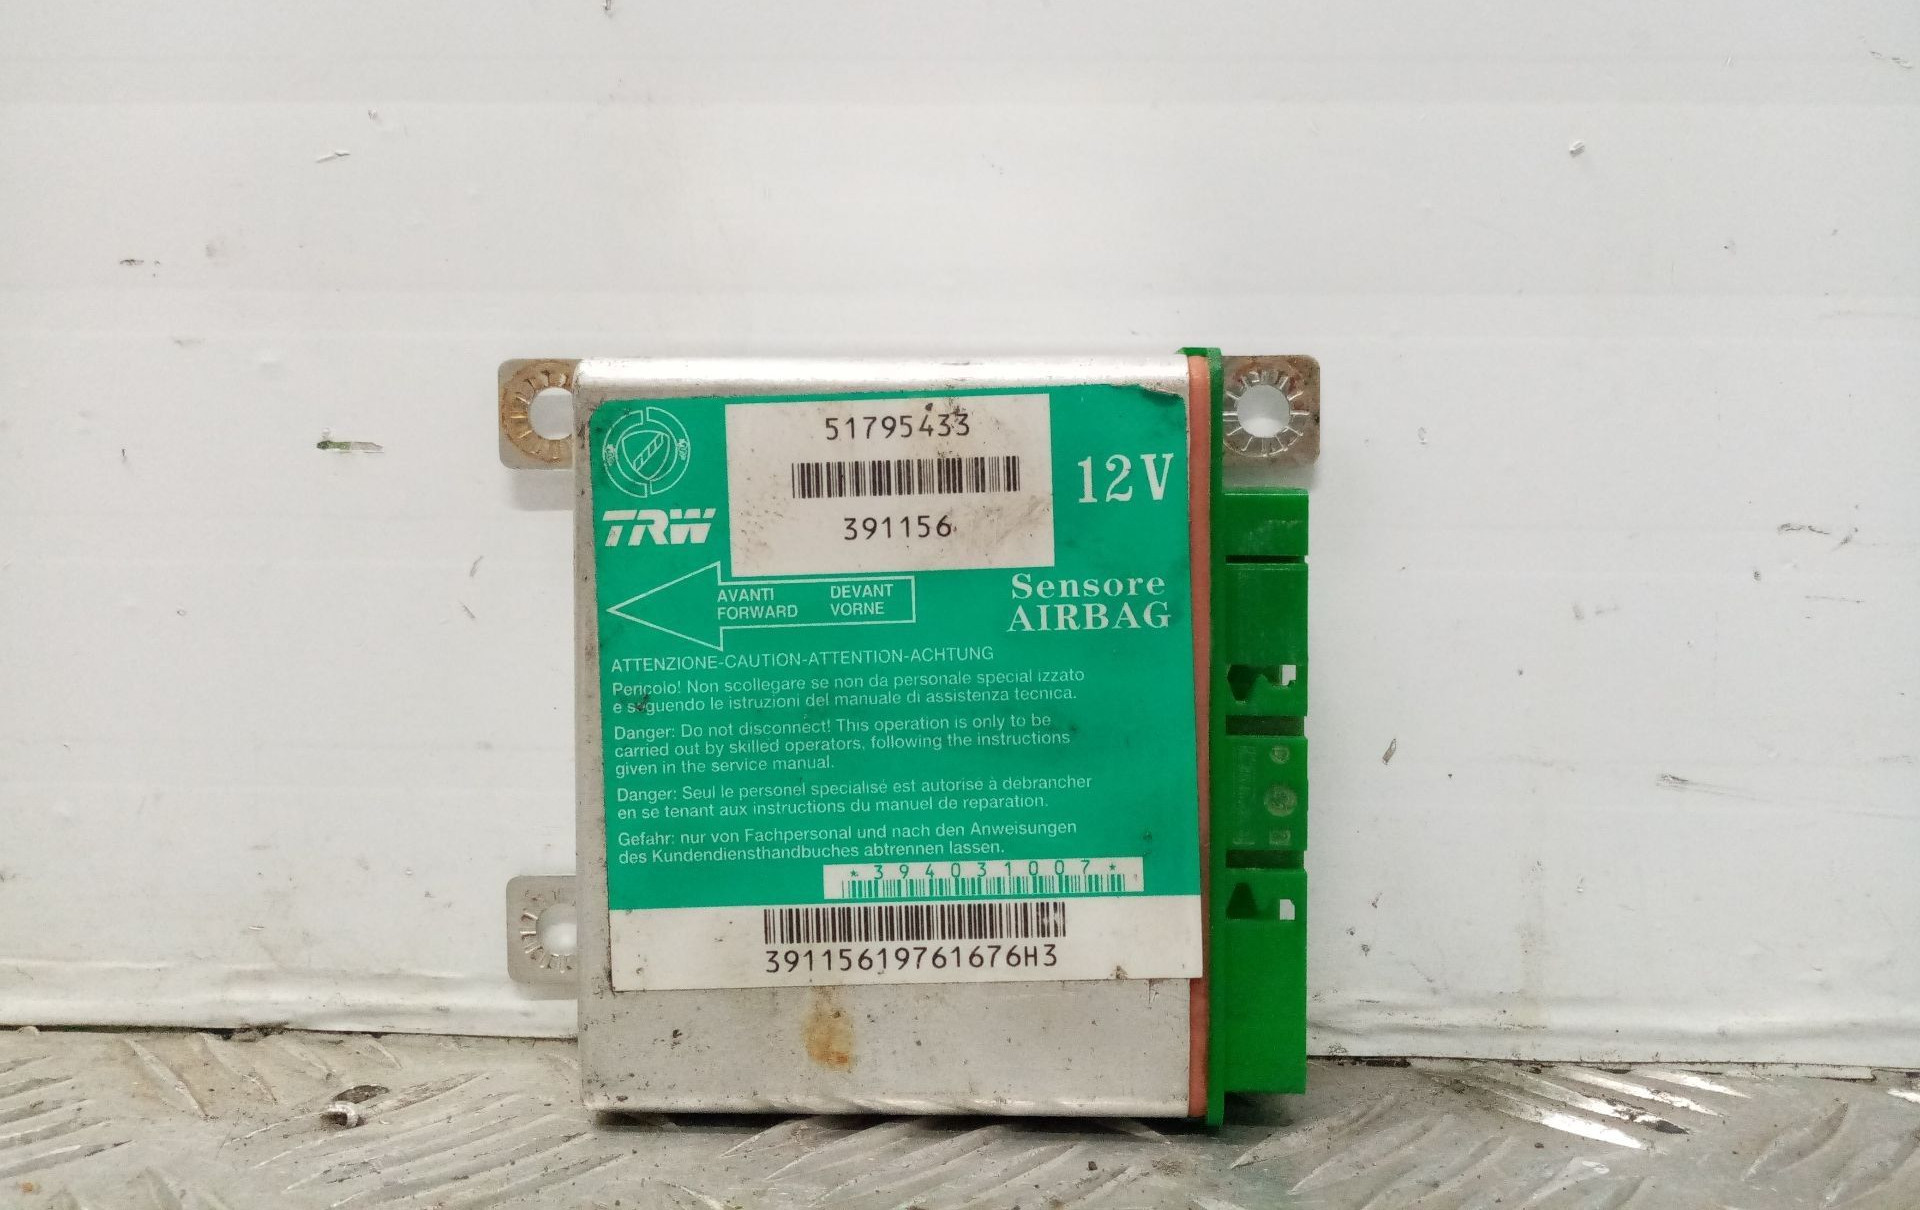 51795433
391156
12V
TRW
AVANTI DEVANT
FORWARD VORNE
Sensore
AIRBAG
ATTENZIONE-CAUTION-ATTENTION-ACHTUNG
Pericolo! Non scollegare se non da personale special izzato
e seguendo le istruzioni del manuale di assistenza tecnica.
Danger: Do not disconnect! This operation is only to be
carried out by skilled operators, following the instructions
given in the service manual.
Danger: Seul le personel specialisé est autorise à debrancher
en se tenant aux instructions du manuel de reparation.
Gefahr: nur von Fachpersonal und nach den Anweisungen
des Kundendiensthandbuches abtrennen lassen.
*394031007*
39115619761676H3